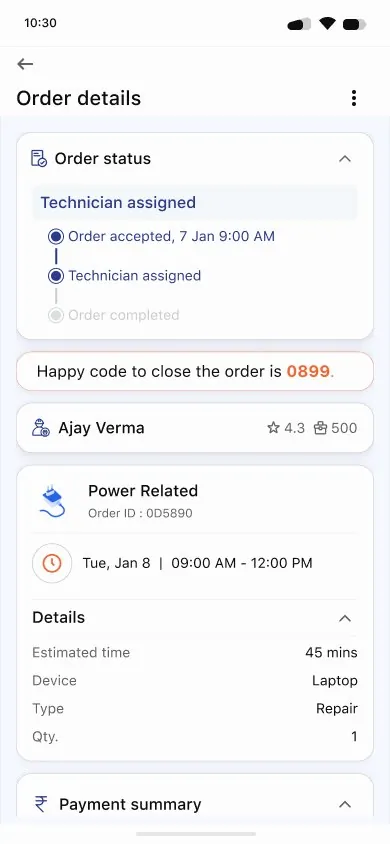 10:30
Order details
Order status
Technician assigned
Order accepted, 7 Jan 9:00 AM
Technician assigned
Order completed
Happy code to close the order is 0899.
Ajay Verma 4.3 500
Power Related
Order ID : 0D5890
Tue, Jan 8 | 09:00 AM - 12:00 PM
Details
Estimated time 45 mins
Device Laptop
Type Repair
Qty. 1
₹ Payment summary